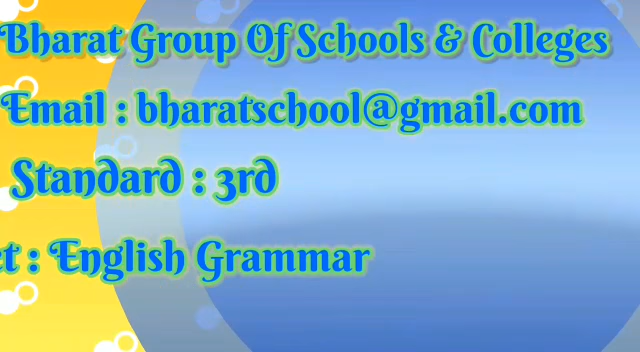 Bharat Group Of Schools & Colleges
Email : bharatschool@gmail.com
Standard : 3rd
: English Grammar